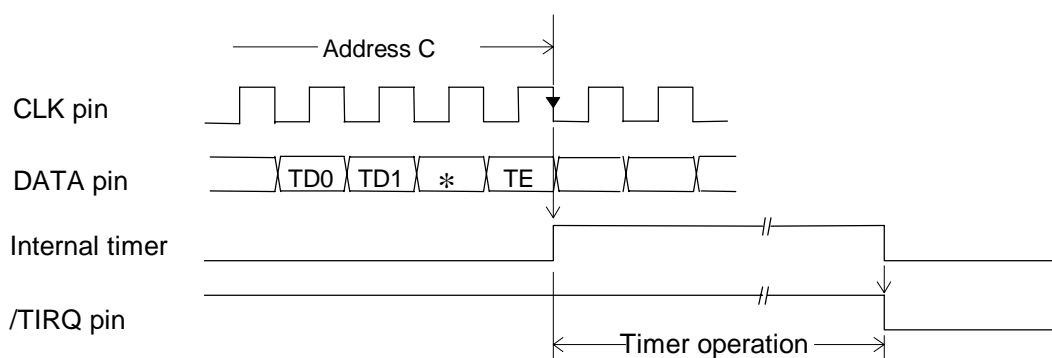 Address C
CLK pin
DATA pin TD0 TD1 * TE
Internal timer
/TIRQ pin
Timer operation